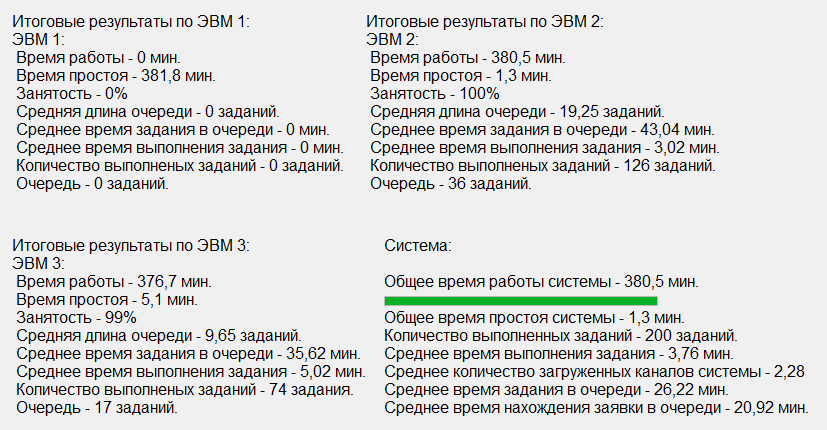 Итоговые результаты по ЭВМ 1:
ЭВМ 1:
Время работы - 0 мин.
Время простоя - 381,8 мин.
Занятость - 0%
Средняя длина очереди - 0 заданий.
Среднее время задания в очереди - 0 мин.
Среднее время выполнения задания - 0 мин.
Количество выполненых заданий - 0 заданий.
Очередь - 0 заданий.
Итоговые результаты по ЭВМ 2:
ЭВМ 2:
Время работы - 380,5 мин.
Время простоя - 1,3 мин.
Занятость - 100%
Средняя длина очереди - 19,25 заданий.
Среднее время задания в очереди - 43,04 мин.
Среднее время выполнения задания - 3,02 мин.
Количество выполненых заданий - 126 заданий.
Очередь - 36 заданий.
Итоговые результаты по ЭВМ 3:
ЭВМ 3:
Время работы - 376,7 мин.
Время простоя - 5,1 мин.
Занятость - 99%
Средняя длина очереди - 9,65 заданий.
Среднее время задания в очереди - 35,62 мин.
Среднее время выполнения задания - 5,02 мин.
Количество выполненых заданий - 74 задания.
Очередь - 17 заданий.
Система:
Общее время работы системы - 380,5 мин.
Общее время простоя системы - 1,3 мин.
Количество выполненных заданий - 200 заданий.
Среднее время выполнения задания - 3,76 мин.
Среднее количество загруженных каналов системы - 2,28
Среднее время задания в очереди - 26,22 мин.
Среднее время нахождения заявки в очереди - 20,92 мин.